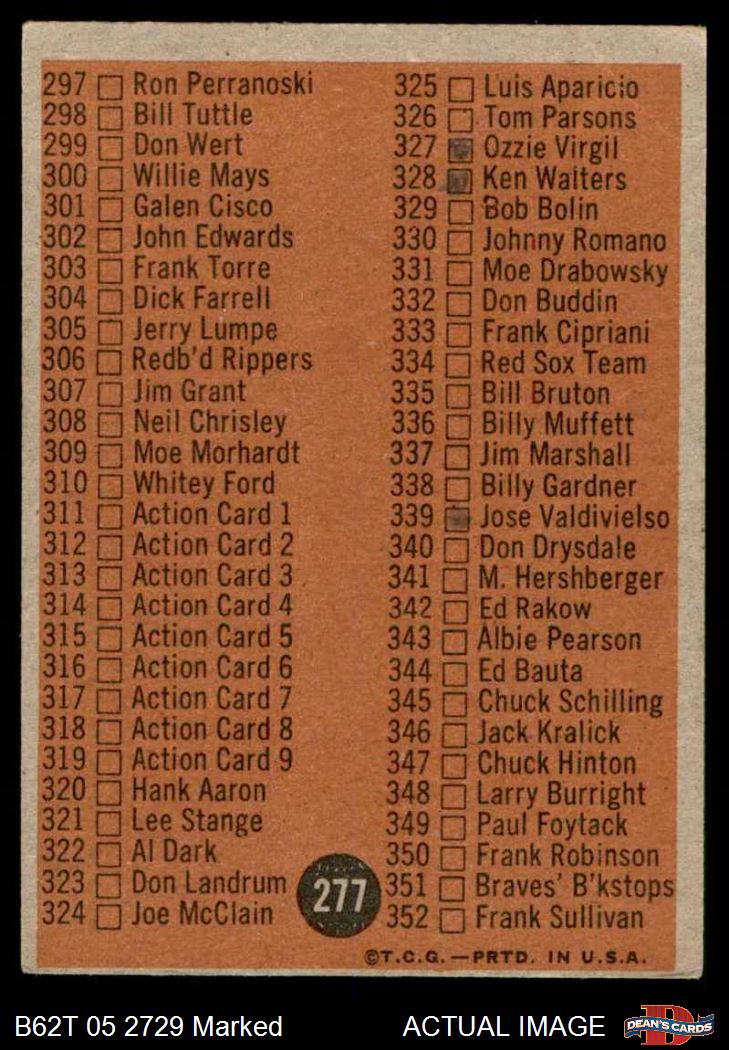 297 Ron Perranoski
298 Bill Tuttle
299 Don Wert
300 Willie Mays
301 Galen Cisco
302 John Edwards
303 Frank Torre
304 Dick Farrell
305 Jerry Lumpe
306 Redb'd Rippers
307 Jim Grant
308 Neil Chrisley
309 Moe Morhardt
310 Whitey Ford
311 Action Card 1
312 Action Card 2
313 Action Card 3
314 Action Card 4
315 Action Card 5
316 Action Card 6
317 Action Card 7
318 Action Card 8
319 Action Card 9
320 Hank Aaron
321 Lee Stange
322 Al Dark
323 Don Landrum
324 Joe McClain
325 Luis Aparicio
326 Tom Parsons
327 Ozzie Virgil
328 Ken Walters
329 Bob Bolin
330 Johnny Romano
331 Moe Drabowsky
332 Don Buddin
333 Frank Cipriani
334 Red Sox Team
335 Bill Bruton
336 Billy Muffett
337 Jim Marshall
338 Billy Gardner
339 Jose Valdivielso
340 Don Drysdale
341 M. Hershberger
342 Ed Rakow
343 Albie Pearson
344 Ed Bauta
345 Chuck Schilling
346 Jack Kralick
347 Chuck Hinton
348 Larry Burright
349 Paul Foytack
350 Frank Robinson
351 Braves' B'kstops
352 Frank Sullivan
277
©T.C.G.—PRTD. IN U.S.A.
B62T 05 2729 Marked
ACTUAL IMAGE
DEAN'S CARDS